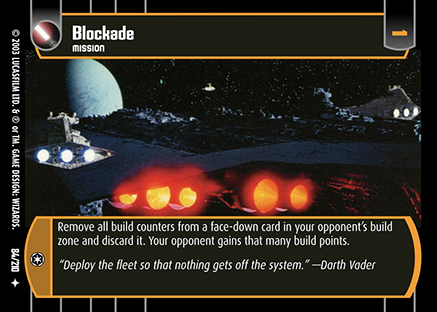 Blockade
MISSION
1
Remove all build counters from a face-down card in your opponent's build
zone and discard it. Your opponent gains that many build points.
"Deploy the fleet so that nothing gets off the system." —Darth Vader
© 2003 LUCASFILM LTD. & ® or TM. GAME DESIGN: WIZARDS.
84/210